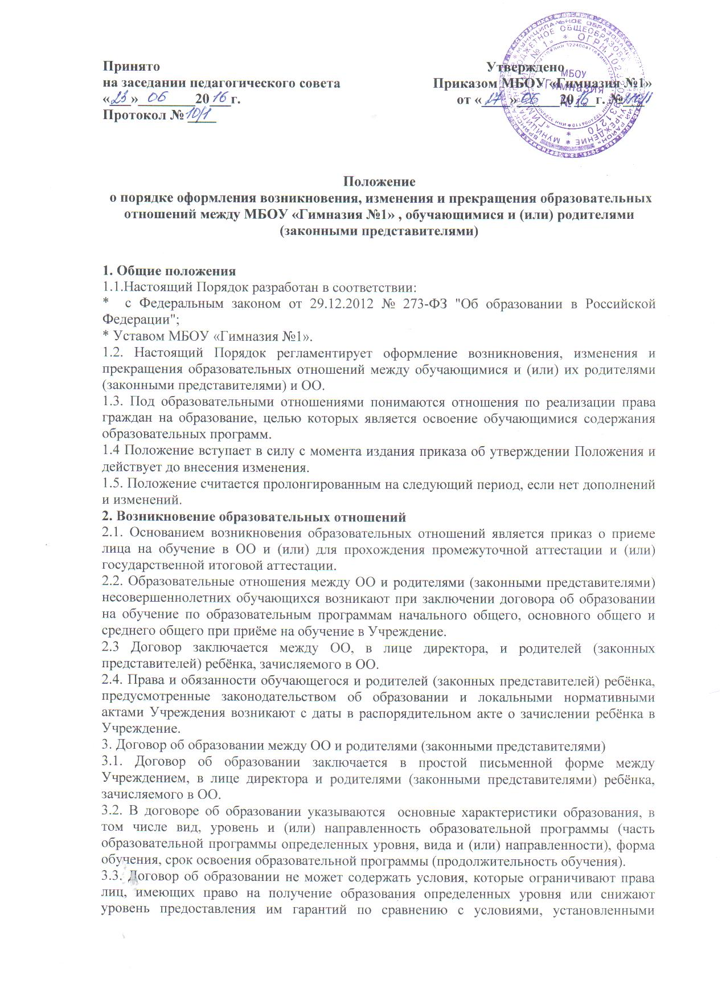 Принято
на заседании педагогического совета
«23» 06 2016г.
Протокол № 10/1
Утверждено
Приказом МБОУ «Гимназия №1»
от «27» 06 2016г. №
МБОУ
"Гимназия
№ 1"
Положение
о порядке оформления возникновения, изменения и прекращения образовательных
отношений между МБОУ «Гимназия №1» , обучающимися и (или) родителями
(законными представителями)
1. Общие положения
1.1.Настоящий Порядок разработан в соответствии:
* с Федеральным законом от 29.12.2012 № 273-ФЗ "Об образовании в Российской
Федерации";
* Уставом МБОУ «Гимназия №1».
1.2. Настоящий Порядок регламентирует оформление возникновения, изменения и
прекращения образовательных отношений между обучающимися и (или) их родителями
(законными представителями) и ОО.
1.3. Под образовательными отношениями понимаются отношения по реализации права
граждан на образование, целью которых является освоение обучающимися содержания
образовательных программ.
1.4 Положение вступает в силу с момента издания приказа об утверждении Положения и
действует до внесения изменения.
1.5. Положение считается пролонгированным на следующий период, если нет дополнений
и изменений.
2. Возникновение образовательных отношений
2.1. Основанием возникновения образовательных отношений является приказ о приеме
лица на обучение в ОО и (или) для прохождения промежуточной аттестации и (или)
государственной итоговой аттестации.
2.2. Образовательные отношения между ОО и родителями (законными представителями)
несовершеннолетних обучающихся возникают при заключении договора об образовании
на обучение по образовательным программам начального общего, основного общего и
среднего общего при приёме на обучение в Учреждение.
2.3 Договор заключается между ОО, в лице директора, и родителей (законных
представителей) ребёнка, зачисляемого в ОО.
2.4. Права и обязанности обучающегося и родителей (законных представителей) ребёнка,
предусмотренные законодательством об образовании и локальными нормативными
актами Учреждения возникают с даты в распорядительном акте о зачислении ребёнка в
Учреждение.
3. Договор об образовании между ОО и родителями (законными представителями)
3.1. Договор об образовании заключается в простой письменной форме между
Учреждением, в лице директора и родителями (законными представителями) ребёнка,
зачисляемого в ОО.
3.2. В договоре об образовании указываются основные характеристики образования, в
том числе вид, уровень и (или) направленность образовательной программы (часть
образовательной программы определенных уровня, вида и (или) направленности), форма
обучения, срок освоения образовательной программы (продолжительность обучения).
3.3. Договор об образовании не может содержать условия, которые ограничивают права
лиц, имеющих право на получение образования определенных уровня или снижают
уровень предоставления им гарантий по сравнению с условиями, установленными